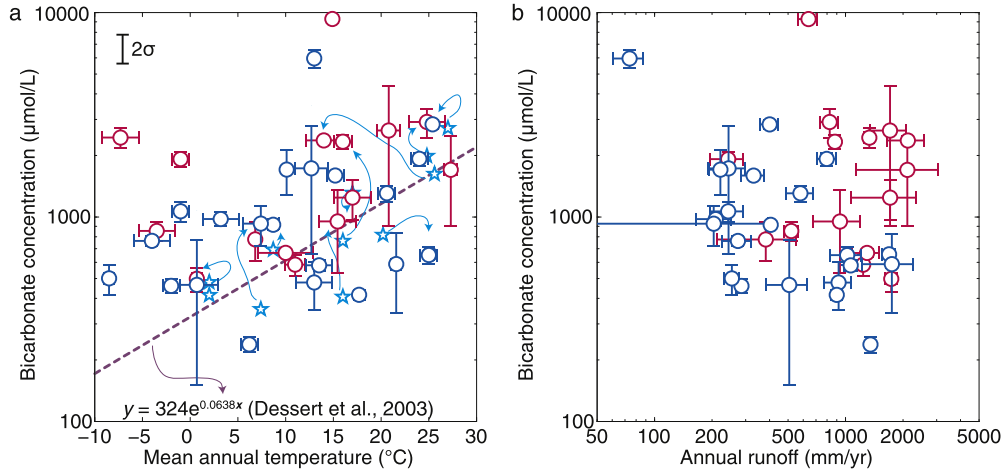 a
b
2σ
10000
1000
100
Bicarbonate concentration (μmol/L)
y = 324e^0.0638x (Dessert et al., 2003)
−10 −5 0 5 10 15 20 25 30
Mean annual temperature (°C)
10000
1000
100
Bicarbonate concentration (μmol/L)
50 100 200 500 1000 2000 5000
Annual runoff (mm/yr)